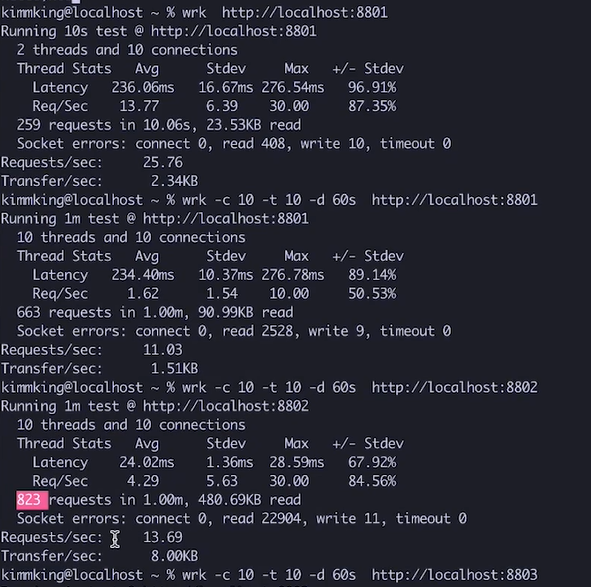 kimmking@localhost ~ % wrk  http://localhost:8801
Running 10s test @ http://localhost:8801
  2 threads and 10 connections
  Thread Stats   Avg      Stdev     Max   +/- Stdev
    Latency   236.06ms   16.67ms 276.54ms   96.91%
    Req/Sec    13.77      6.39    30.00     87.35%
  259 requests in 10.06s, 23.53KB read
  Socket errors: connect 0, read 408, write 10, timeout 0
Requests/sec:     25.76
Transfer/sec:      2.34KB
kimmking@localhost ~ % wrk -c 10 -t 10 -d 60s  http://localhost:8801
Running 1m test @ http://localhost:8801
  10 threads and 10 connections
  Thread Stats   Avg      Stdev     Max   +/- Stdev
    Latency   234.40ms   10.37ms 276.78ms   89.14%
    Req/Sec     1.62      1.54    10.00     50.53%
  663 requests in 1.00m, 90.99KB read
  Socket errors: connect 0, read 2528, write 9, timeout 0
Requests/sec:     11.03
Transfer/sec:      1.51KB
kimmking@localhost ~ % wrk -c 10 -t 10 -d 60s  http://localhost:8802
Running 1m test @ http://localhost:8802
  10 threads and 10 connections
  Thread Stats   Avg      Stdev     Max   +/- Stdev
    Latency    24.02ms    1.36ms  28.59ms   67.92%
    Req/Sec     4.29      5.63    30.00     84.56%
  823 requests in 1.00m, 480.69KB read
  Socket errors: connect 0, read 22904, write 11, timeout 0
Requests/sec:     13.69
Transfer/sec:      8.00KB
kimmking@localhost ~ % wrk -c 10 -t 10 -d 60s  http://localhost:8803